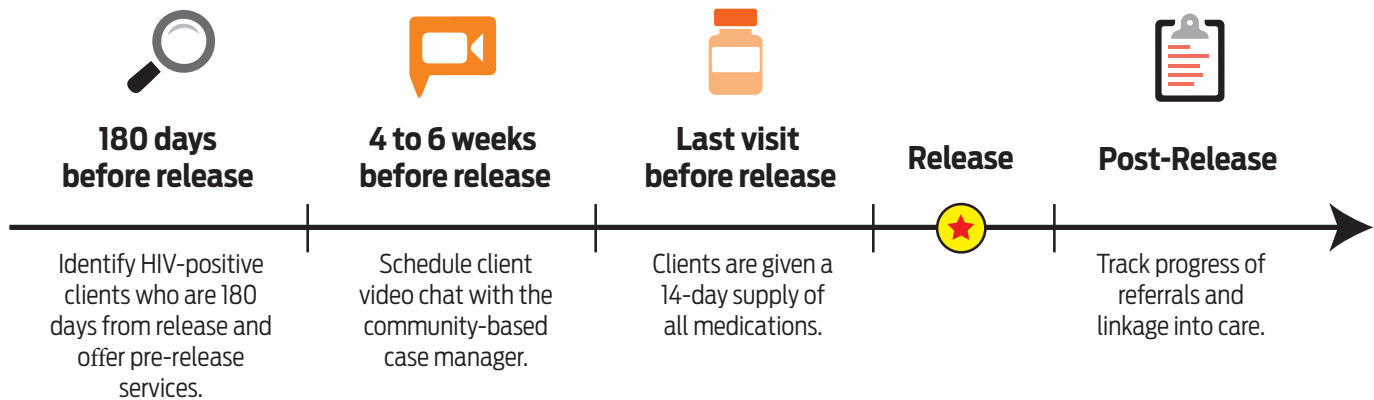 180 days
before release
4 to 6 weeks
before release
Last visit
before release
Release
Post-Release
Identify HIV-positive
clients who are 180
days from release and
offer pre-release
services.
Schedule client
video chat with the
community-based
case manager.
Clients are given a
14-day supply of
all medications.
Track progress of
referrals and
linkage into care.